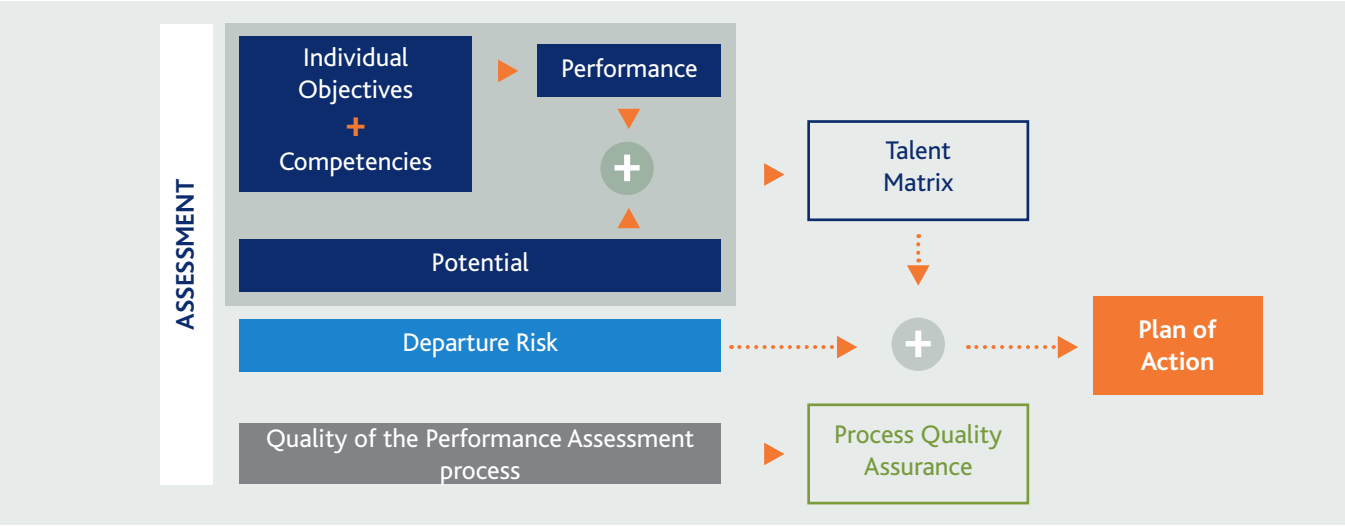 ASSESSMENT
Individual
Objectives
+
Competencies
Performance
+
Potential
Talent
Matrix
Departure Risk
+
Plan of
Action
Quality of the Performance Assessment
process
Process Quality
Assurance